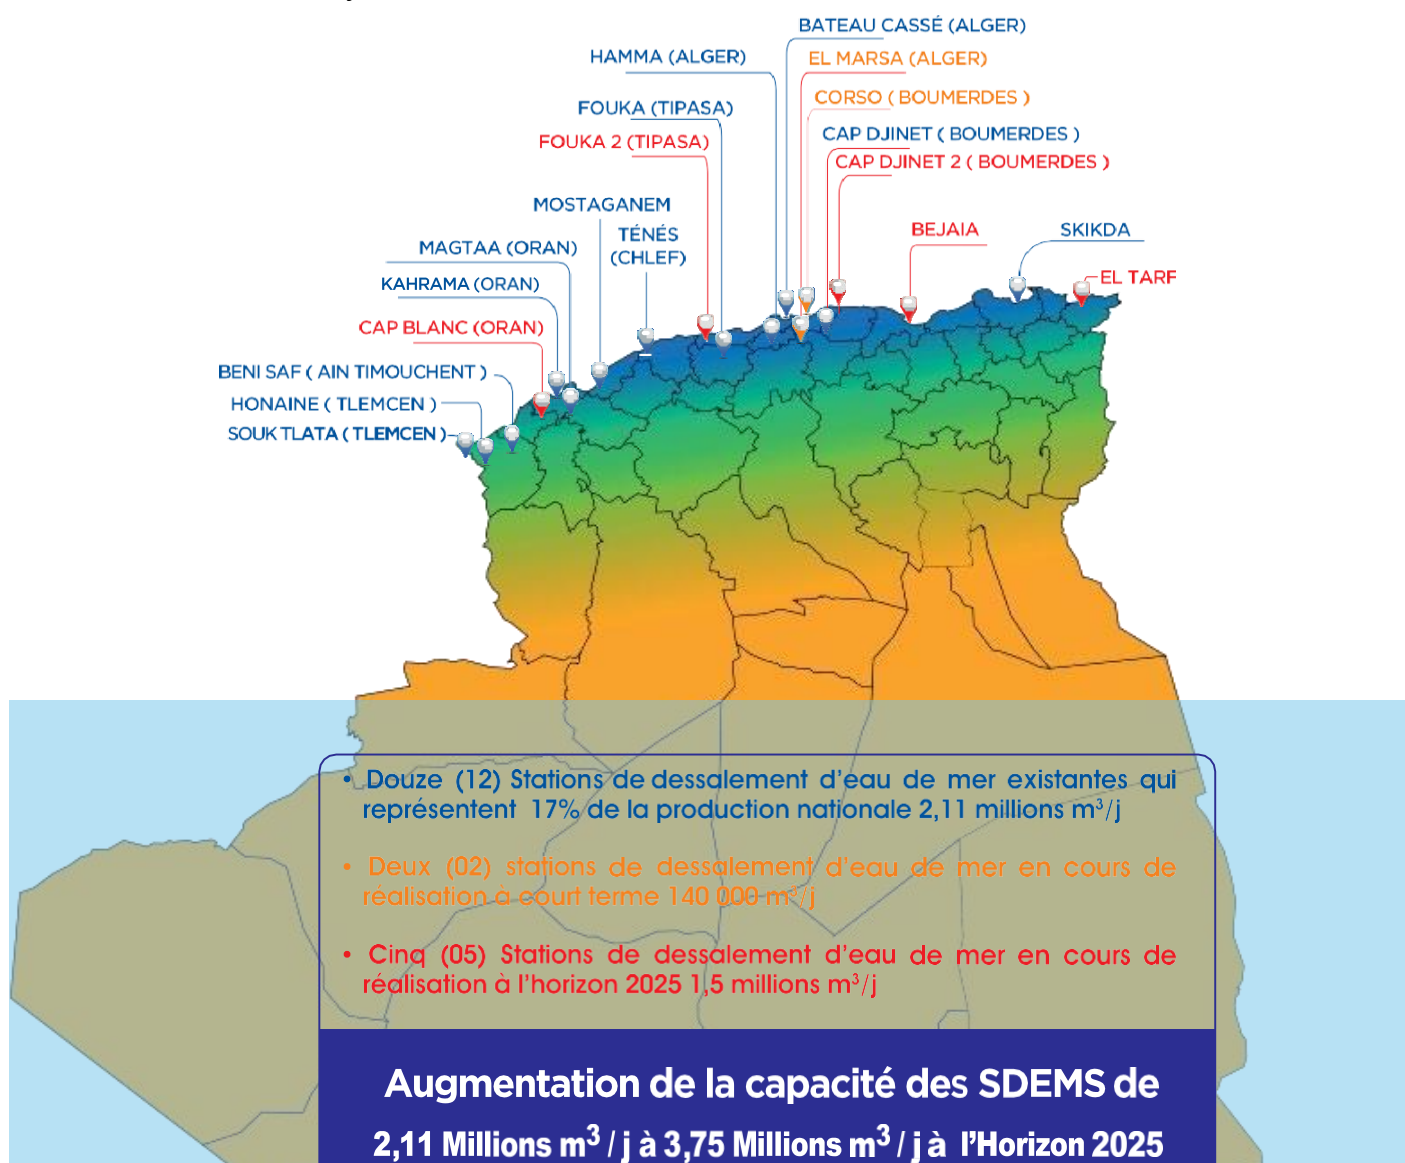 BATEAU CASSÉ (ALGER)
HAMMA (ALGER)
EL MARSA (ALGER)
CORSO ( BOUMERDES )
FOUKA (TIPASA)
CAP DJINET ( BOUMERDES )
FOUKA 2 (TIPASA)
CAP DJINET 2 ( BOUMERDES )
MOSTAGANEM
TÉNÉS
(CHLEF)
BEJAIA
SKIKDA
MAGTAA (ORAN)
EL TARF
KAHRAMA (ORAN)
CAP BLANC (ORAN)
BENI SAF ( AIN TIMOUCHENT )
HONAINE ( TLEMCEN )
SOUK TLATA ( TLEMCEN )
• Douze (12) Stations de dessalement d'eau de mer existantes qui
représentent 17% de la production nationale 2,11 millions m³/j
• Deux (02) stations de dessalement d'eau de mer en cours de
réalisation à court terme 140 000 m³/j
• Cinq (05) Stations de dessalement d'eau de mer en cours de
réalisation à l'horizon 2025 1,5 millions m³/j
Augmentation de la capacité des SDEMS de
2,11 Millions m³ / j à 3,75 Millions m³ / j à l'Horizon 2025